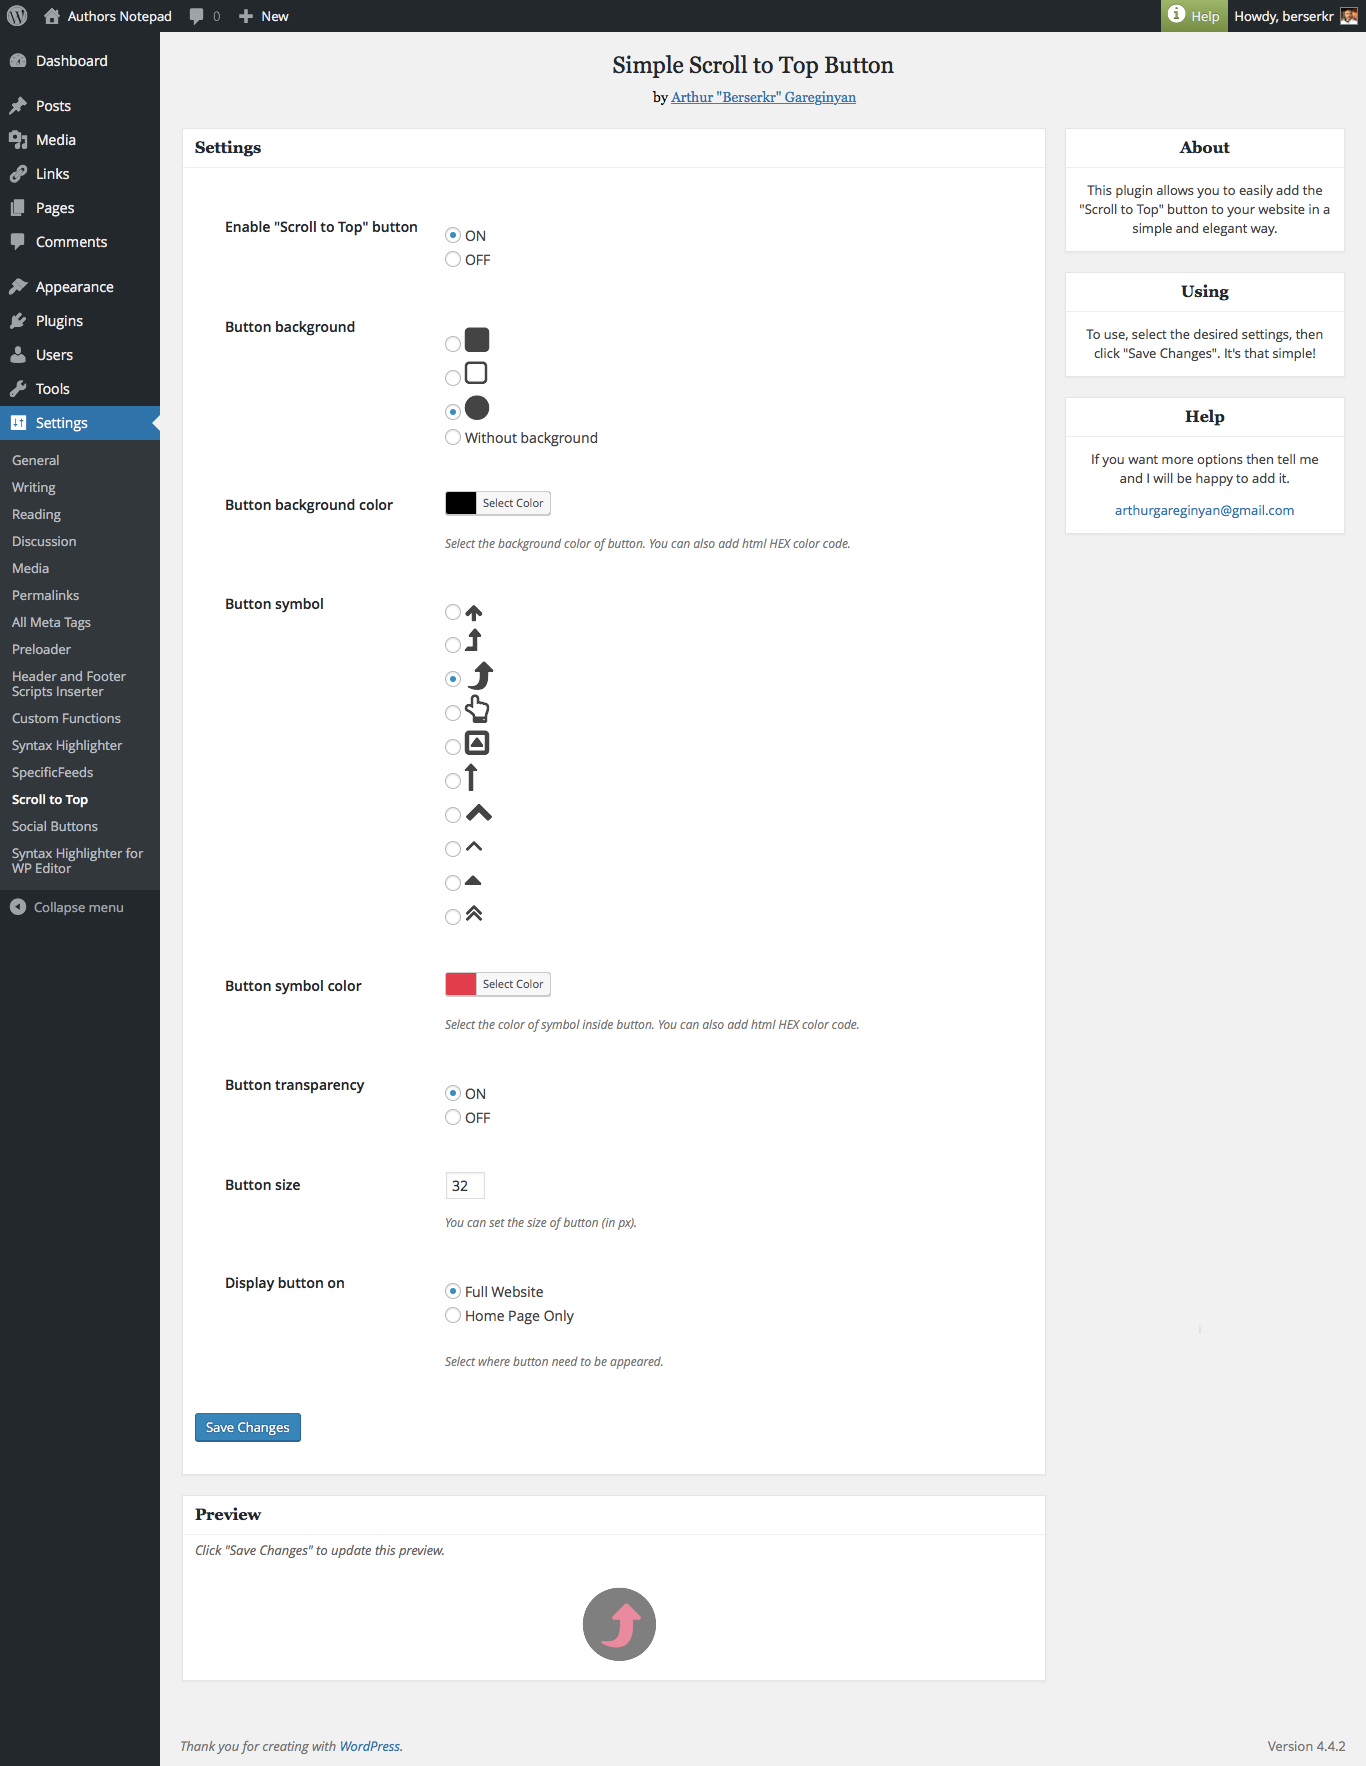 Authors Notepad
0
New
Help
Howdy, berserkr
Dashboard
Posts
Media
Links
Pages
Comments
Appearance
Plugins
Users
Tools
Settings
General
Writing
Reading
Discussion
Media
Permalinks
All Meta Tags
Preloader
Header and Footer
Scripts Inserter
Custom Functions
Syntax Highlighter
SpecificFeeds
Scroll to Top
Social Buttons
Syntax Highlighter for
WP Editor
Collapse menu
Simple Scroll to Top Button
by Arthur "Berserkr" Gareginyan
Settings
Enable "Scroll to Top" button
ON
OFF
Button background
Without background
Button background color
Select Color
Select the background color of button. You can also add html HEX color code.
Button symbol
Button symbol color
Select Color
Select the color of symbol inside button. You can also add html HEX color code.
Button transparency
ON
OFF
Button size
32
You can set the size of button (in px).
Display button on
Full Website
Home Page Only
Select where button need to be appeared.
Save Changes
Preview
Click "Save Changes" to update this preview.
About
This plugin allows you to easily add the
"Scroll to Top" button to your website in a
simple and elegant way.
Using
To use, select the desired settings, then
click "Save Changes". It's that simple!
Help
If you want more options then tell me
and I will be happy to add it.
arthurgareginyan@gmail.com
Thank you for creating with WordPress.
Version 4.4.2